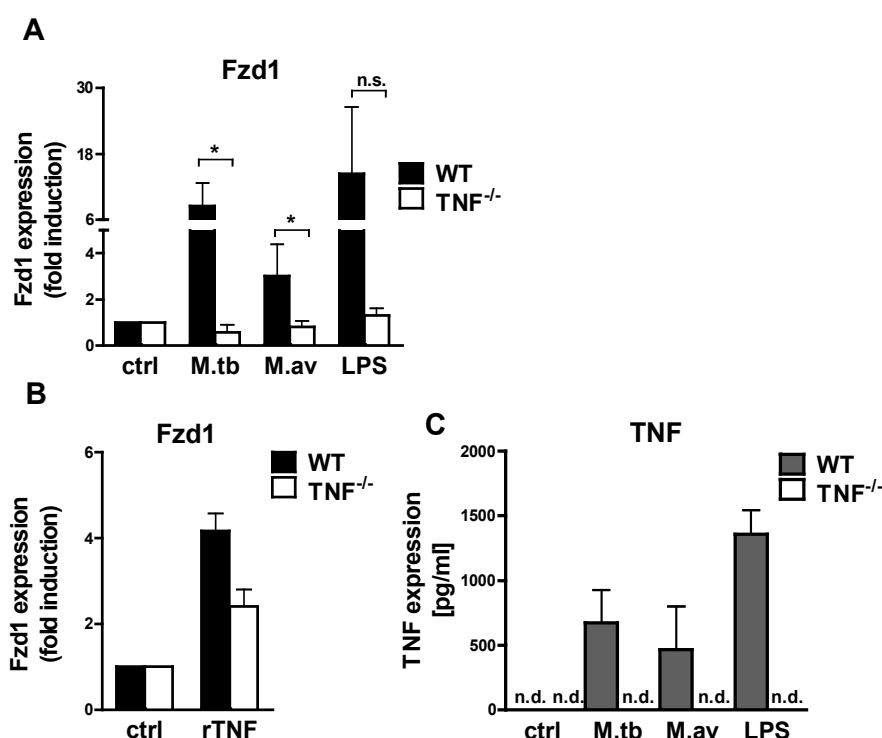 A
Fzd1
Fzd1 expression
(fold induction)
30
18
6
4
2
0
*
*
n.s.
WT
TNF-/-
ctrl M.tb M.av LPS
B
Fzd1
Fzd1 expression
(fold induction)
6
4
2
0
WT
TNF-/-
ctrl rTNF
C
TNF
TNF expression
[pg/ml]
2000
1500
1000
500
0
WT
TNF-/-
n.d. n.d. n.d. n.d. n.d.
ctrl M.tb M.av LPS